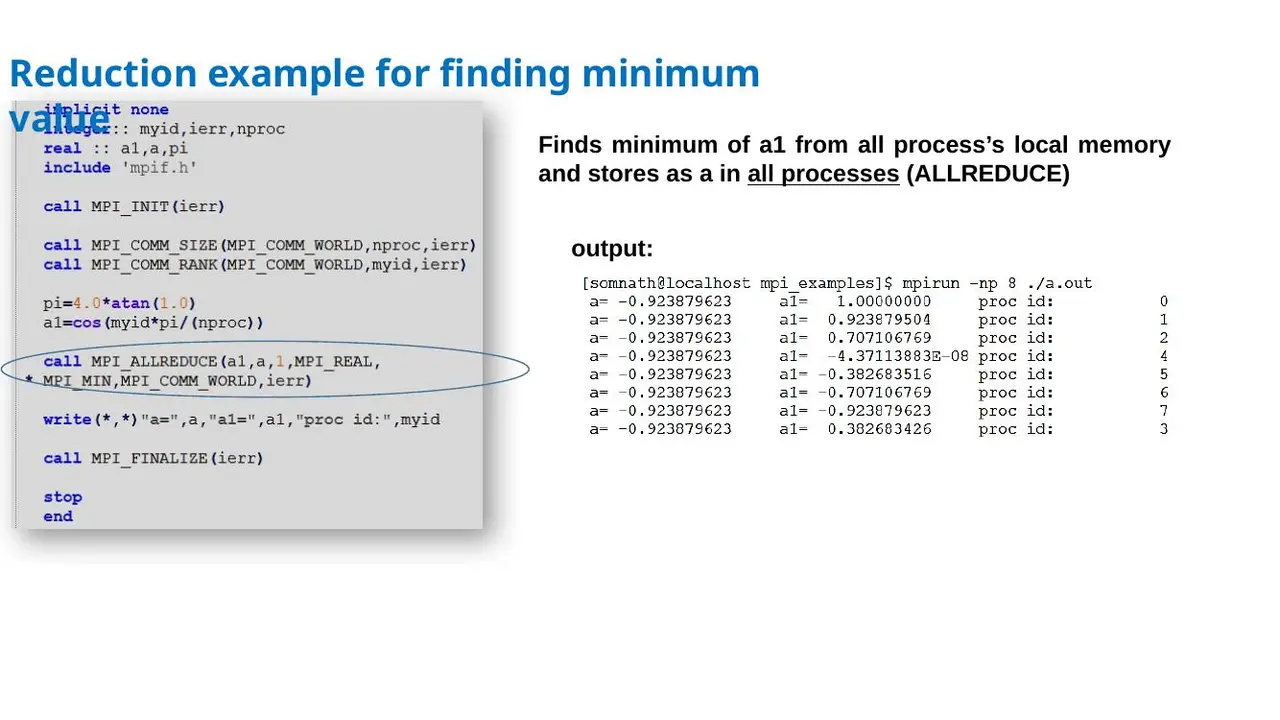 Reduction example for finding minimum
value
implicit none
integer:: myid,ierr,nproc
real :: a1,a,pi
include 'mpif.h'
call MPI_INIT(ierr)
call MPI_COMM_SIZE(MPI_COMM_WORLD,nproc,ierr)
call MPI_COMM_RANK(MPI_COMM_WORLD,myid,ierr)
pi=4.0*atan(1.0)
a1=cos(myid*pi/(nproc))
call MPI_ALLREDUCE(a1,a,1,MPI_REAL,
* MPI_MIN,MPI_COMM_WORLD,ierr)
write(*,*)"a=",a,"a1=",a1,"proc id:",myid
call MPI_FINALIZE(ierr)
stop
end
Finds minimum of a1 from all process’s local memory
and stores as a in all processes (ALLREDUCE)
output:
[somnath@localhost mpi_examples]$ mpirun -np 8 ./a.out
a= -0.923879623 a1= 1.00000000 proc id: 0
a= -0.923879623 a1= 0.923879504 proc id: 1
a= -0.923879623 a1= 0.707106769 proc id: 2
a= -0.923879623 a1= -4.37113883E-08 proc id: 4
a= -0.923879623 a1= -0.382683516 proc id: 5
a= -0.923879623 a1= -0.707106769 proc id: 6
a= -0.923879623 a1= -0.923879623 proc id: 7
a= -0.923879623 a1= 0.382683426 proc id: 3